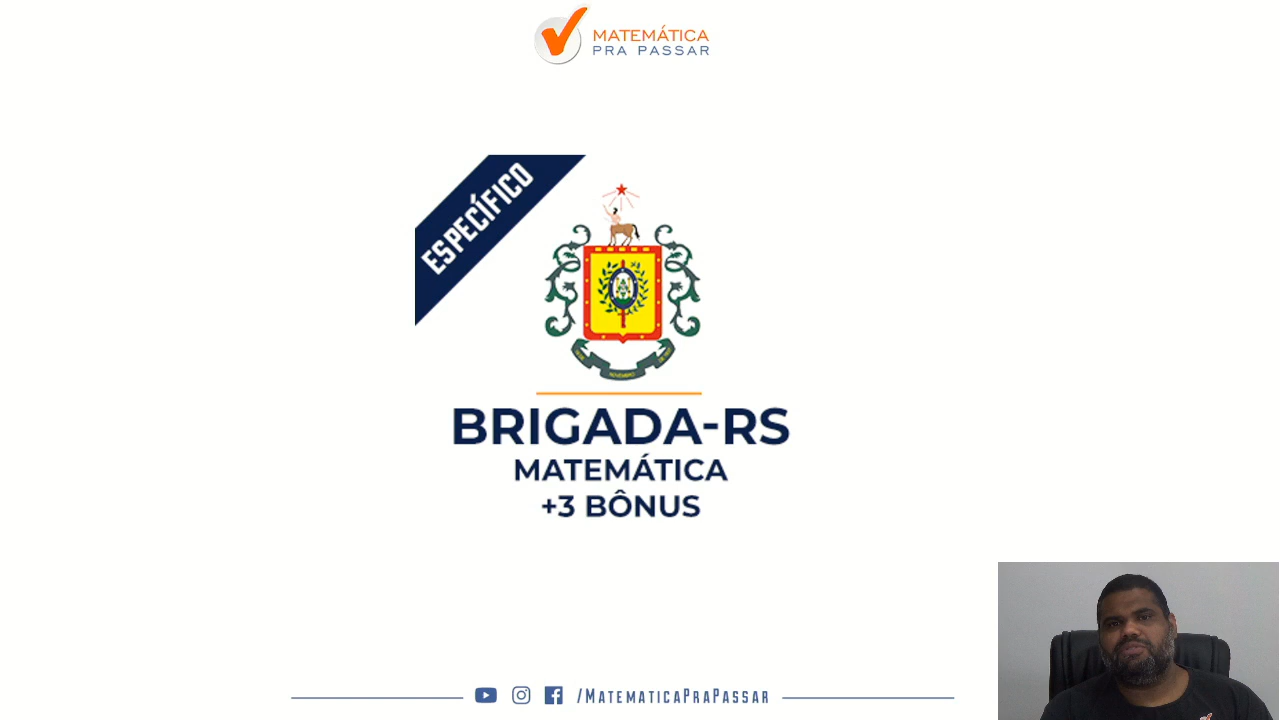 MATEMÁTICA
PRA PASSAR
ESPECÍFICO
BRIGADA-RS
MATEMÁTICA
+3 BÔNUS
/MATEMATICAPRAPASSAR